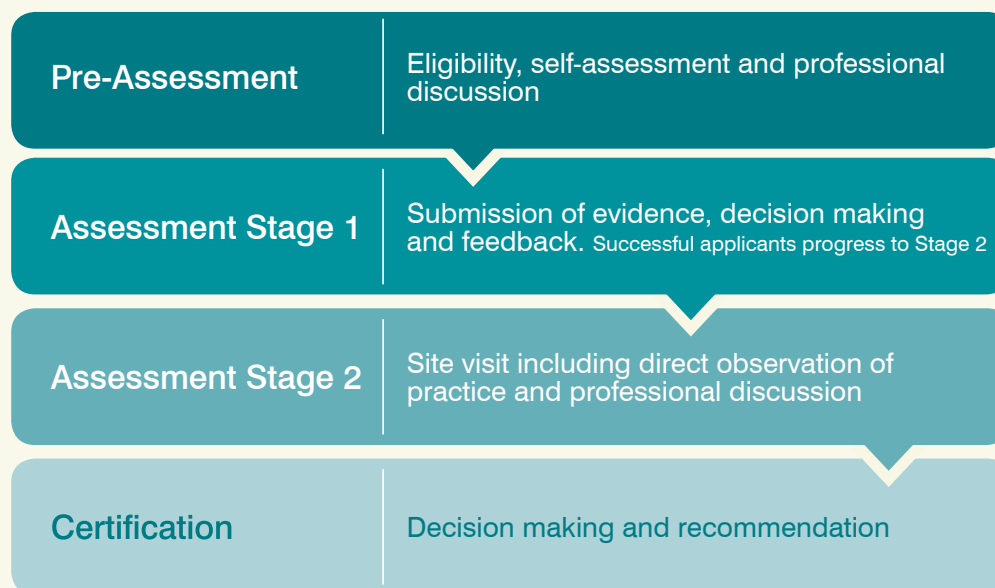 Pre-Assessment
Eligibility, self-assessment and professional
discussion
Assessment Stage 1
Submission of evidence, decision making
and feedback. Successful applicants progress to Stage 2
Assessment Stage 2
Site visit including direct observation of
practice and professional discussion
Certification
Decision making and recommendation